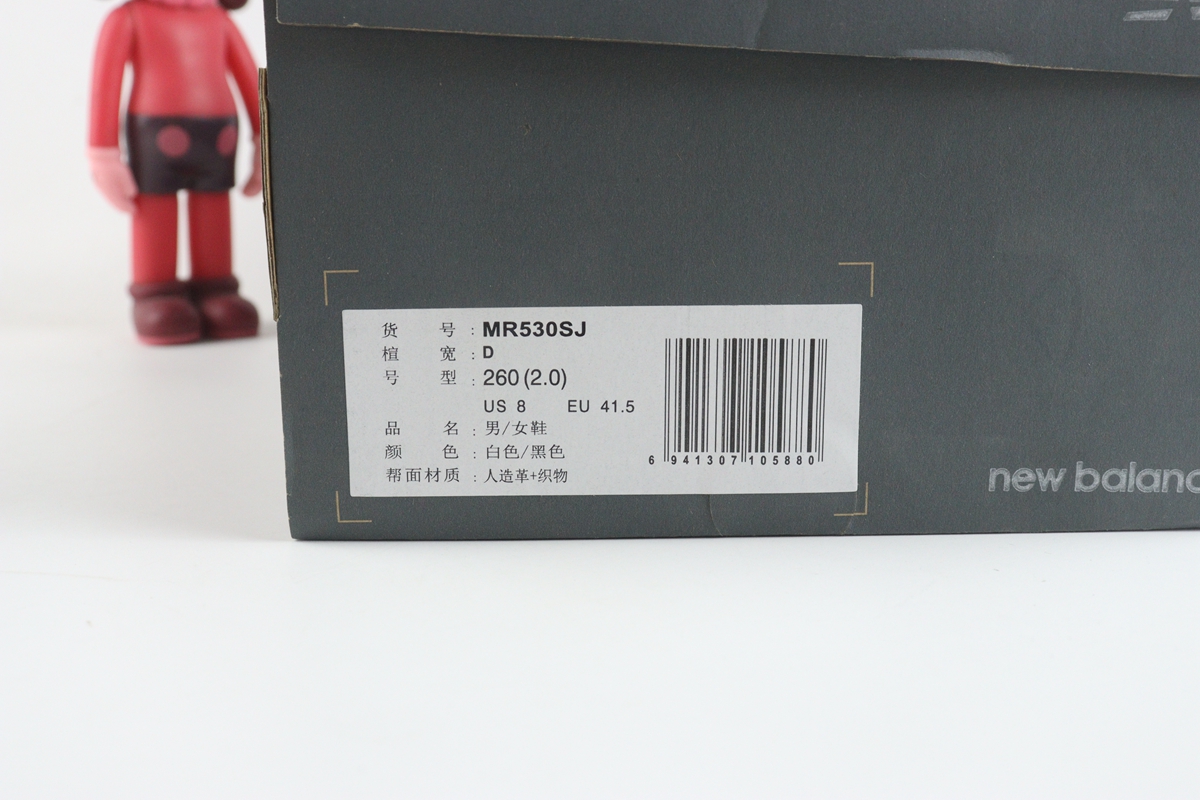 货 号 : MR530SJ
楦 宽 : D
号 型 : 260 (2.0)
US 8 EU 41.5
品 名 : 男/女鞋
颜 色 : 白色/黑色
帮面材质 : 人造革+织物
6 941307 105880
new balanc